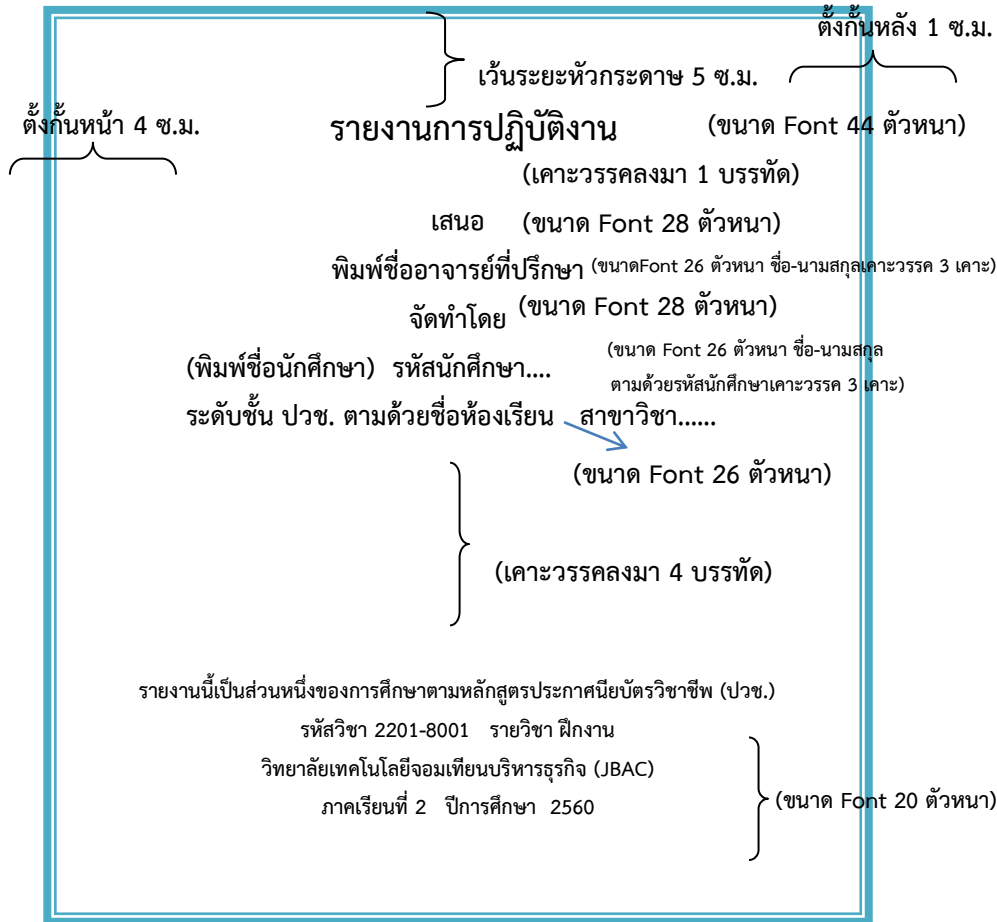 ตั้งกั้นหลัง 1 ซ.ม.
เว้นระยะหัวกระดาษ 5 ซ.ม.
ตั้งกั้นหน้า 4 ซ.ม.
รายงานการปฏิบัติงาน (ขนาด Font 44 ตัวหนา)
(เคาะวรรคลงมา 1 บรรทัด)
เสนอ (ขนาด Font 28 ตัวหนา)
พิมพ์ชื่ออาจารย์ที่ปรึกษา (ขนาดFont 26 ตัวหนา ชื่อ-นามสกุลเคาะวรรค 3 เคาะ)
จัดทำโดย (ขนาด Font 28 ตัวหนา)
(พิมพ์ชื่อนักศึกษา) รหัสนักศึกษา....
(ขนาด Font 26 ตัวหนา ชื่อ-นามสกุล
ตามด้วยรหัสนักศึกษาเคาะวรรค 3 เคาะ)
ระดับชั้น ปวช. ตามด้วยชื่อห้องเรียน สาขาวิชา......
(ขนาด Font 26 ตัวหนา)
(เคาะวรรคลงมา 4 บรรทัด)
รายงานนี้เป็นส่วนหนึ่งของการศึกษาตามหลักสูตรประกาศนียบัตรวิชาชีพ (ปวช.)
รหัสวิชา 2201-8001 รายวิชา ฝึกงาน
วิทยาลัยเทคโนโลยีจอมเทียนบริหารธุรกิจ (JBAC)
ภาคเรียนที่ 2 ปีการศึกษา 2560
(ขนาด Font 20 ตัวหนา)